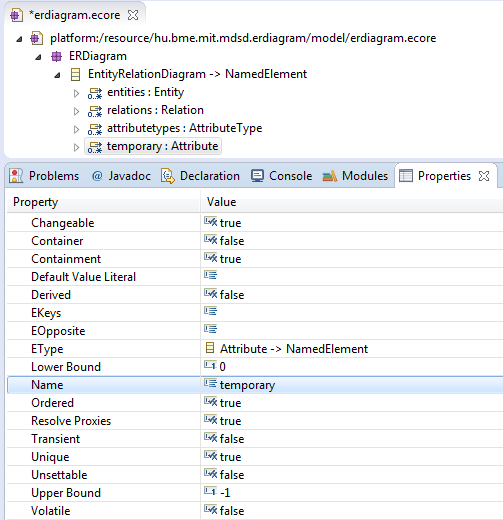 *erdiagram.ecore
platform:/resource/hu.bme.mit.mdsd.erdiagram/model/erdiagram.ecore
ERDiagram
EntityRelationDiagram -> NamedElement
entities : Entity
relations : Relation
attributetypes : AttributeType
temporary : Attribute
Problems @ Javadoc Declaration Console Modules Properties
Property Value
Changeable true
Container false
Containment true
Default Value Literal
Derived false
EKeys
EOpposite
EType Attribute -> NamedElement
Lower Bound 0
Name temporary
Ordered true
Resolve Proxies true
Transient false
Unique true
Unsettable false
Upper Bound -1
Volatile false